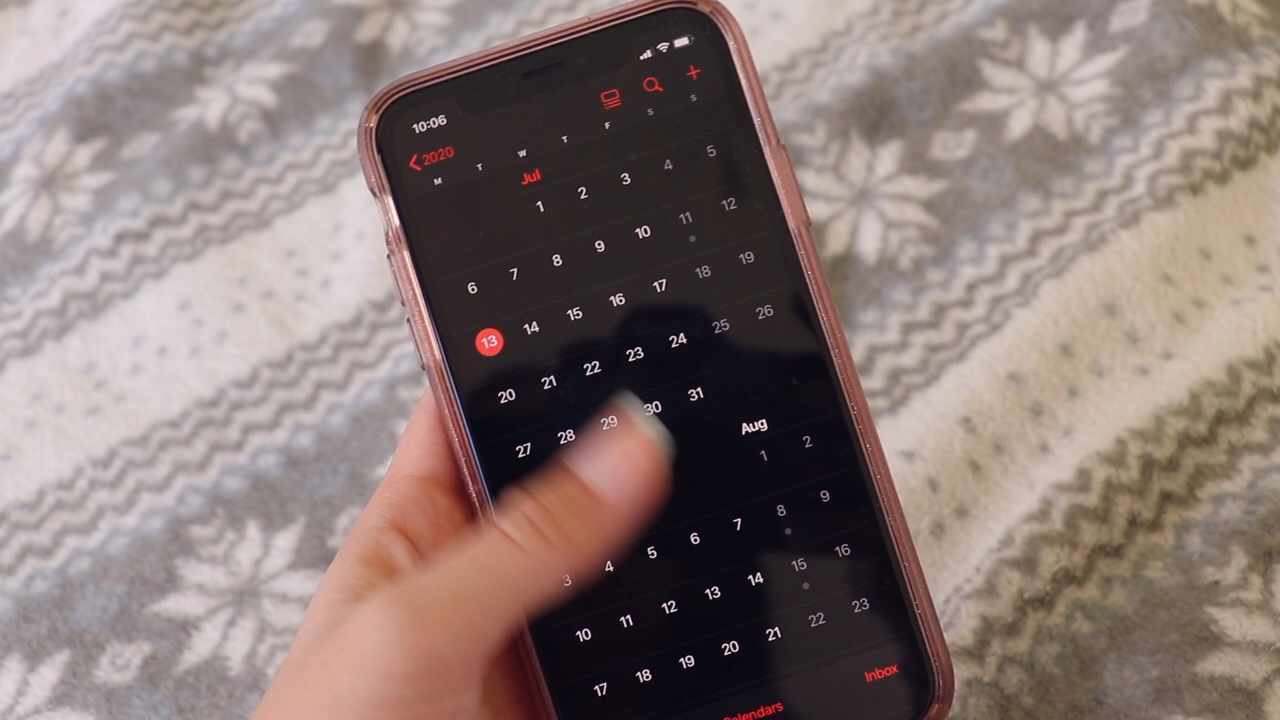 10:06
2020
M T W T F S S
Jul
1 2 3 4 5
6 7 8 9 10 11 12
13 14 15 16 17 18 19
20 21 22 23 24 25 26
27 28 29 30 31
Aug
1 2
3 4 5 6 7 8 9
10 11 12 13 14 15 16
17 18 19 20 21 22 23
Calendars Inbox